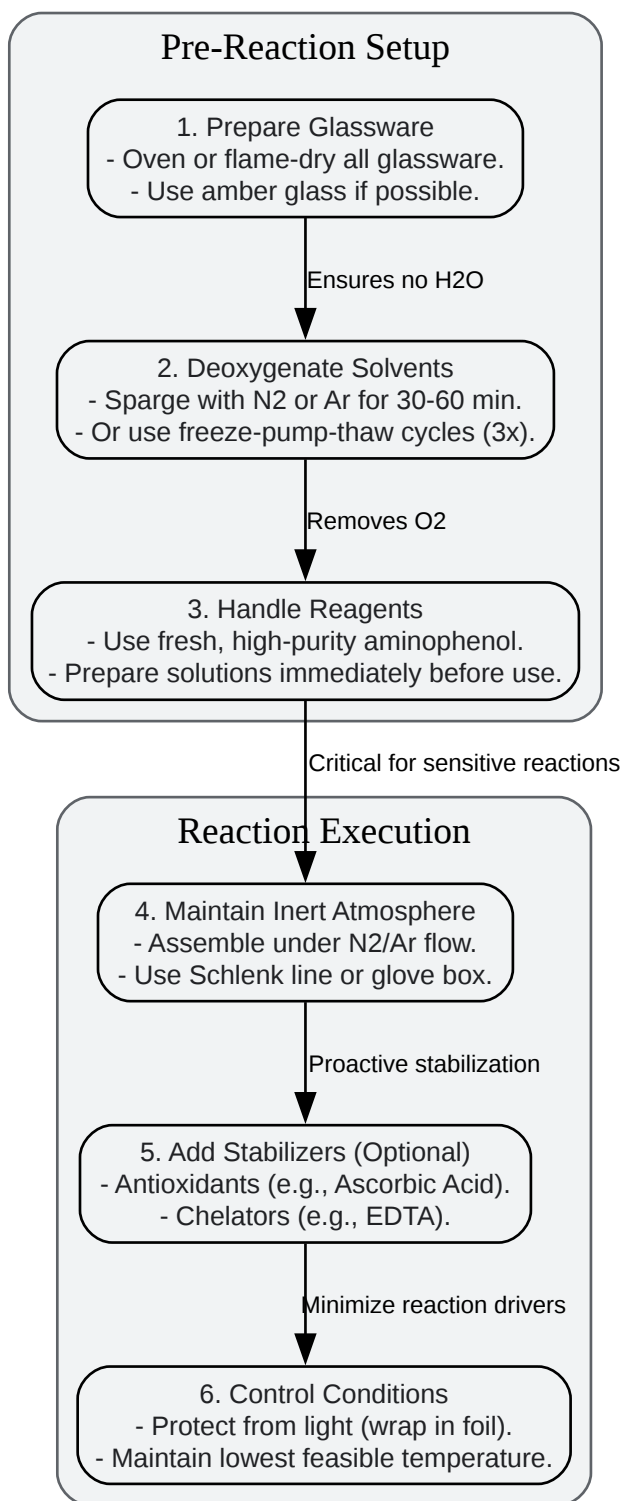 Pre-Reaction Setup
1. Prepare Glassware
- Oven or flame-dry all glassware.
- Use amber glass if possible.
Ensures no H2O
2. Deoxygenate Solvents
- Sparge with N2 or Ar for 30-60 min.
- Or use freeze-pump-thaw cycles (3x).
Removes O2
3. Handle Reagents
- Use fresh, high-purity aminophenol.
- Prepare solutions immediately before use.
Critical for sensitive reactions
Reaction Execution
4. Maintain Inert Atmosphere
- Assemble under N2/Ar flow.
- Use Schlenk line or glove box.
Proactive stabilization
5. Add Stabilizers (Optional)
- Antioxidants (e.g., Ascorbic Acid).
- Chelators (e.g., EDTA).
Minimize reaction drivers
6. Control Conditions
- Protect from light (wrap in foil).
- Maintain lowest feasible temperature.